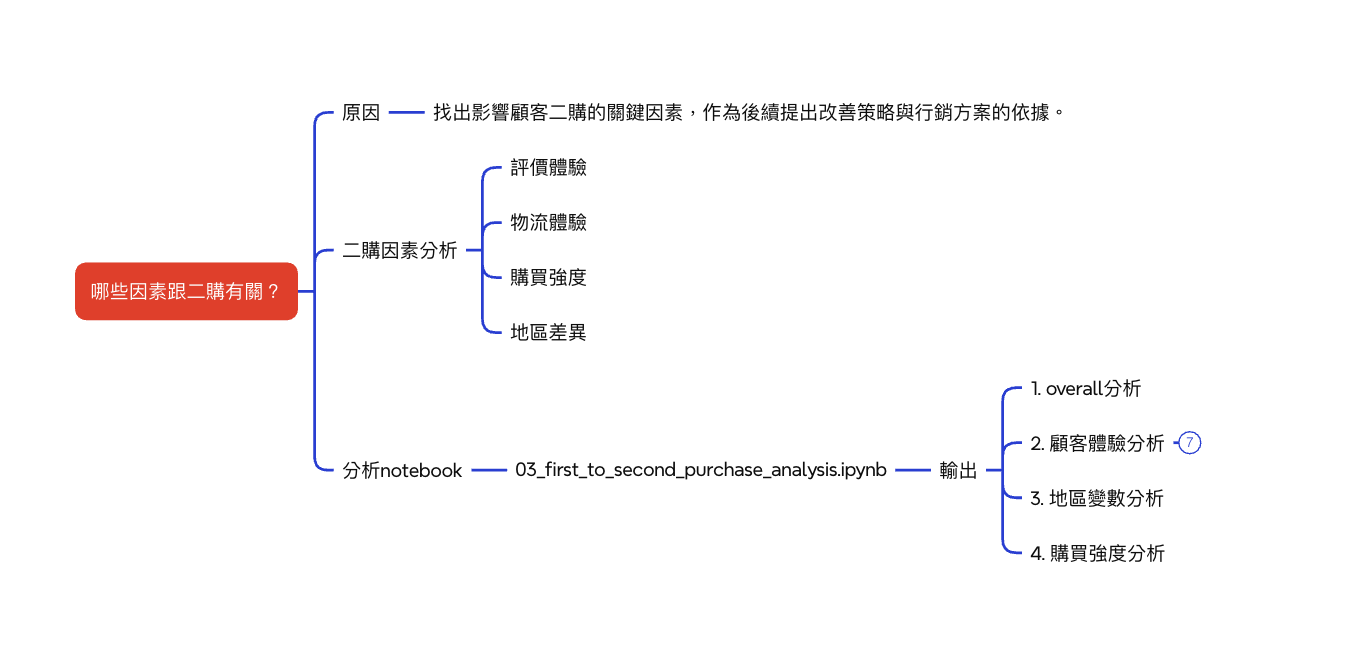 哪些因素跟二購有關？
原因
找出影響顧客二購的關鍵因素，作為後續提出改善策略與行銷方案的依據。
二購因素分析
評價體驗
物流體驗
購買強度
地區差異
分析notebook
03_first_to_second_purchase_analysis.ipynb
輸出
1. overall分析
2. 顧客體驗分析
7
3. 地區變數分析
4. 購買強度分析